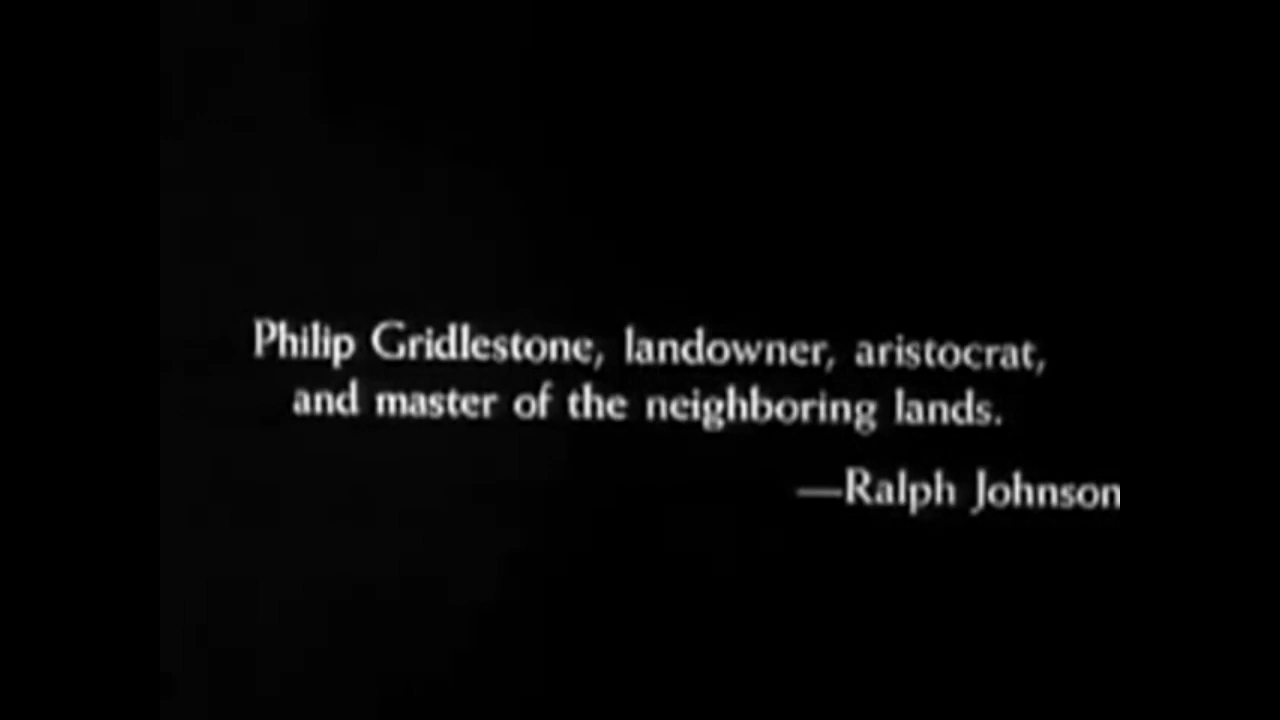 Philip Gridlestone, landowner, aristocrat,
and master of the neighboring lands.
—Ralph Johnson